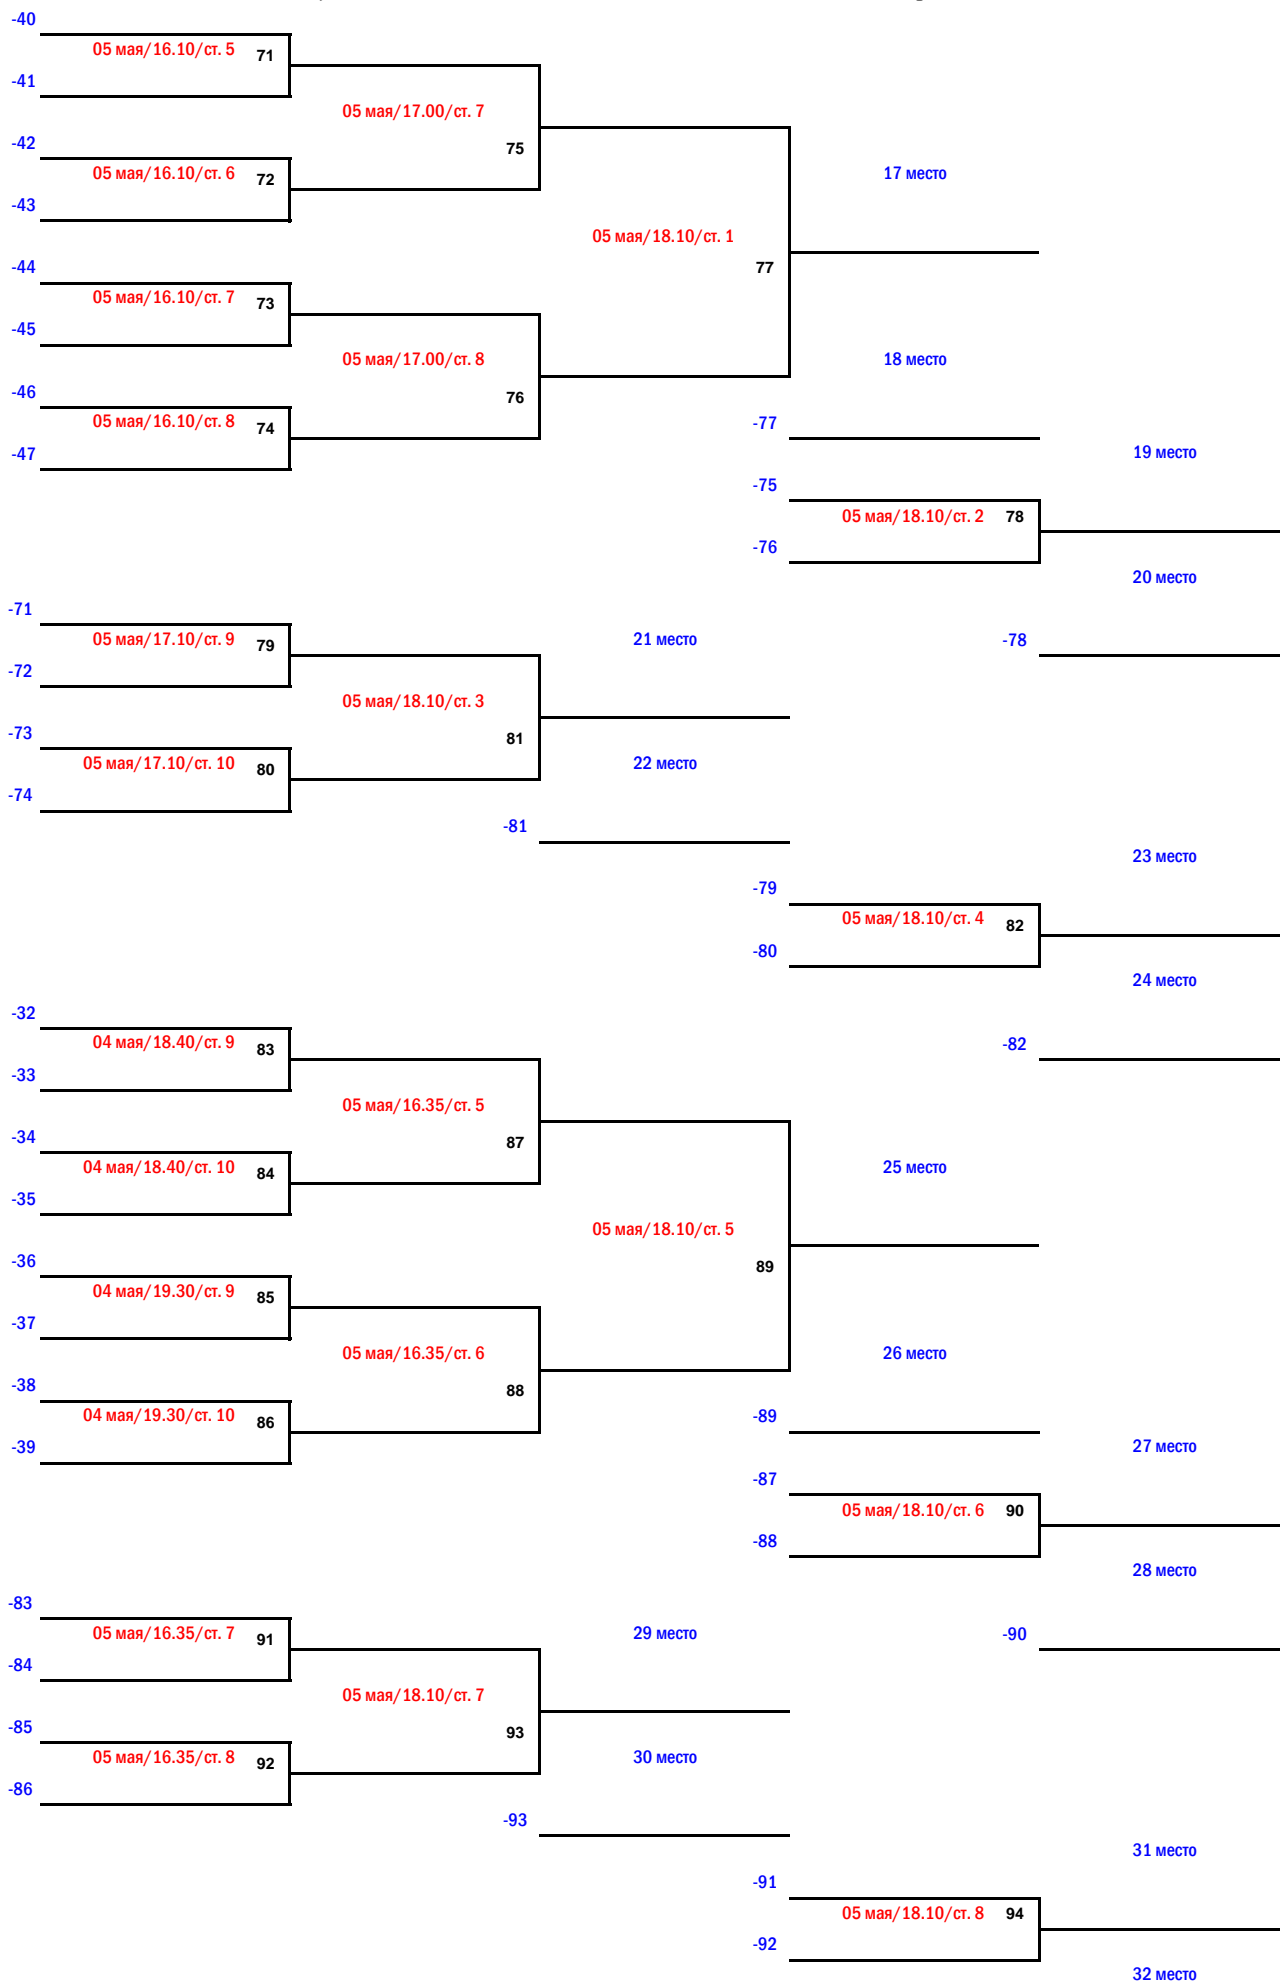 -40
05 мая/16.10/ст. 5 71
-41
05 мая/17.00/ст. 7
-42
75
05 мая/16.10/ст. 6 72
17 место
-43
05 мая/18.10/ст. 1
-44
77
05 мая/16.10/ст. 7 73
-45
05 мая/17.00/ст. 8
18 место
-46
76
05 мая/16.10/ст. 8 74
-77
-47
19 место
-75
05 мая/18.10/ст. 2 78
-76
20 место
-71
05 мая/17.10/ст. 9 79
21 место
-78
-72
05 мая/18.10/ст. 3
-73
81
05 мая/17.10/ст. 10 80
22 место
-74
-81
23 место
-79
05 мая/18.10/ст. 4 82
-80
24 место
-32
04 мая/18.40/ст. 9 83
-82
-33
05 мая/16.35/ст. 5
-34
87
04 мая/18.40/ст. 10 84
25 место
-35
05 мая/18.10/ст. 5
-36
89
04 мая/19.30/ст. 9 85
-37
05 мая/16.35/ст. 6
26 место
-38
88
04 мая/19.30/ст. 10 86
-89
-39
27 место
-87
05 мая/18.10/ст. 6 90
-88
28 место
-83
05 мая/16.35/ст. 7 91
29 место
-90
-84
05 мая/18.10/ст. 7
-85
93
05 мая/16.35/ст. 8 92
30 место
-86
-93
31 место
-91
05 мая/18.10/ст. 8 94
-92
32 место